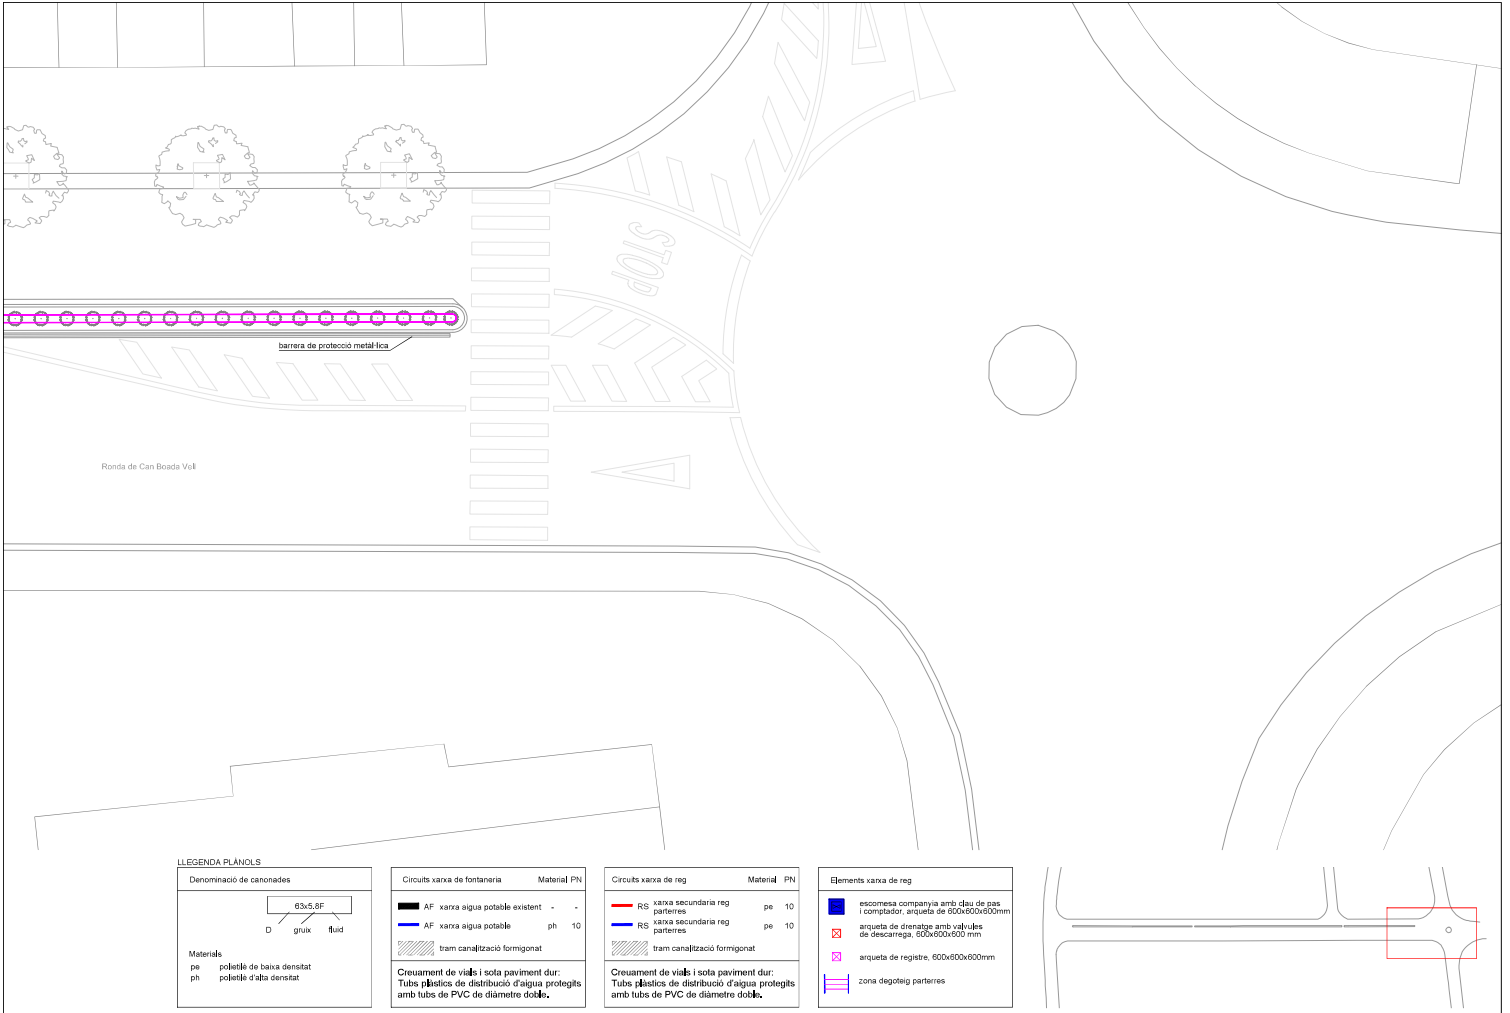 STOP
barrera de protecció metàl·lica
Ronda de Can Boada Vell
LLEGENDA PLÀNOLS
Denominació de canonades
63x5.8F
D gruix fluid
Materials
pe polietilé de baixa densitat
ph polietilé d'alta densitat
Circuits xarxa de fontaneria Material PN
AF xarxa aigua potable existent - -
AF xarxa aigua potable ph 10
tram canalització formigonat
Creuament de vials i sota paviment dur:
Tubs plàstics de distribució d'aigua protegits
amb tubs de PVC de diàmetre doble.
Circuits xarxa de reg Material PN
RS xarxa secundaria reg
parterres pe 10
RS xarxa secundaria reg
parterres pe 10
tram canalització formigonat
Creuament de vials i sota paviment dur:
Tubs plàstics de distribució d'aigua protegits
amb tubs de PVC de diàmetre doble.
Elements xarxa de reg
escomesa companyia amb clau de pas
i comptador, arqueta de 600x600x600mm
arqueta de drenatge amb valvules
de descarrega, 600x600x600 mm
arqueta de registre, 600x600x600mm
zona degoteig parterres